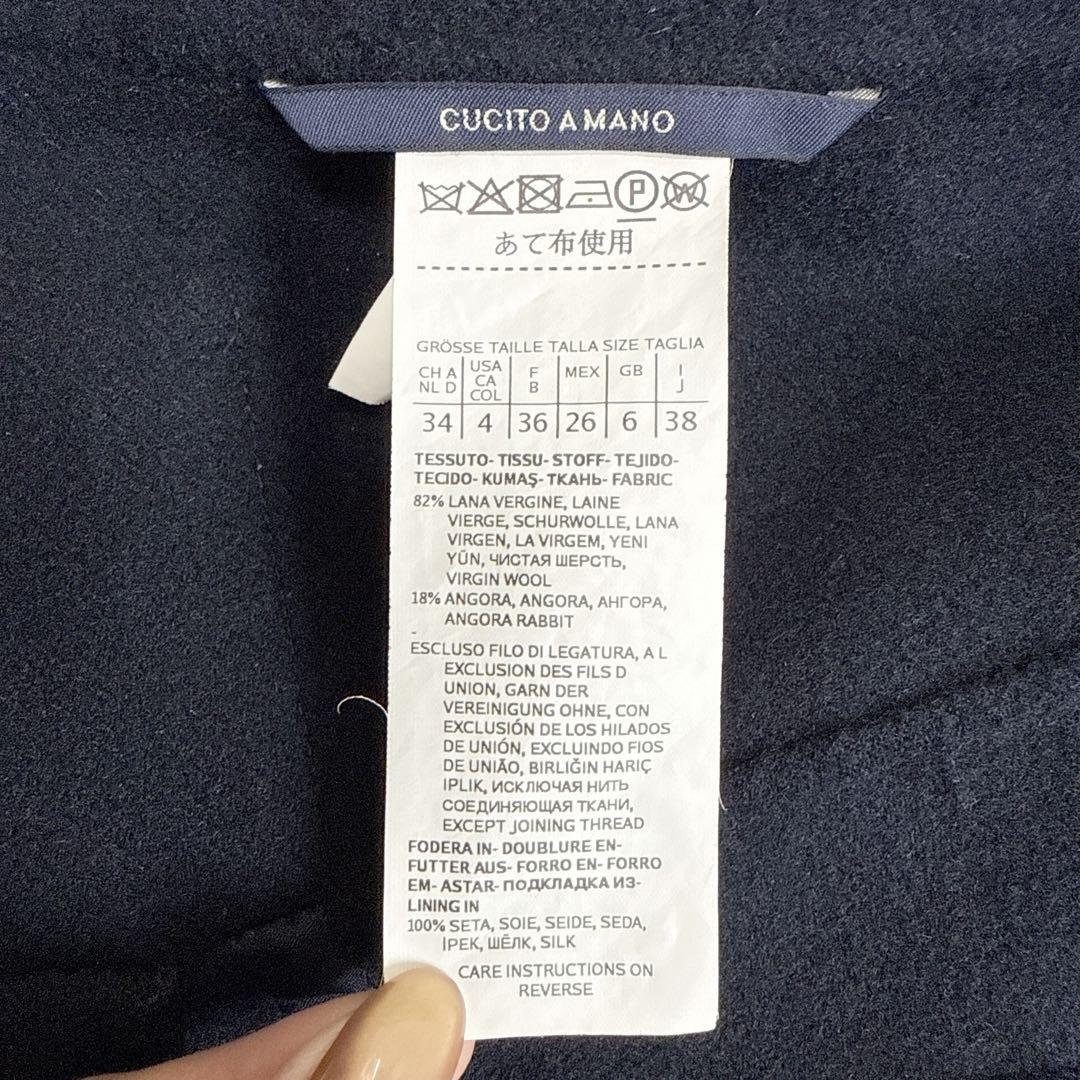 CUCITO A MANO
P W
あて布使用
GRÖSSE TAILLE TALLA SIZE TAGLIA
CH A NL D | USA CA COL | F B | MEX | GB | I J
34 | 4 | 36 | 26 | 6 | 38
TESSUTO- TISSU- STOFF- TEJIDO-
TECIDO- KUMAŞ- ТКАНЬ- FABRIC
82% LANA VERGINE, LAINE
VIERGE, SCHURWOLLE, LANA
VIRGEN, LA VIRGEM, YENI
YÜN, ЧИСТАЯ ШЕРСТЬ,
VIRGIN WOOL
18% ANGORA, ANGORA, АНГОРА,
ANGORA RABBIT
-
ESCLUSO FILO DI LEGATURA, A L
EXCLUSION DES FILS D
UNION, GARN DER
VEREINIGUNG OHNE, CON
EXCLUSIÓN DE LOS HILADOS
DE UNIÓN, EXCLUINDO FIOS
DE UNIÃO, BIRLIĞIN HARIÇ
IPLIK, ИСКЛЮЧАЯ НИТЬ
СОЕДИНЯЮЩАЯ ТКАНИ,
EXCEPT JOINING THREAD
FODERA IN- DOUBLURE EN-
FUTTER AUS- FORRO EN- FORRO
EM- ASTAR- ПОДКЛАДКА ИЗ-
LINING IN
100% SETA, SOIE, SEIDE, SEDA,
İPEK, ШЁЛК, SILK
CARE INSTRUCTIONS ON
REVERSE